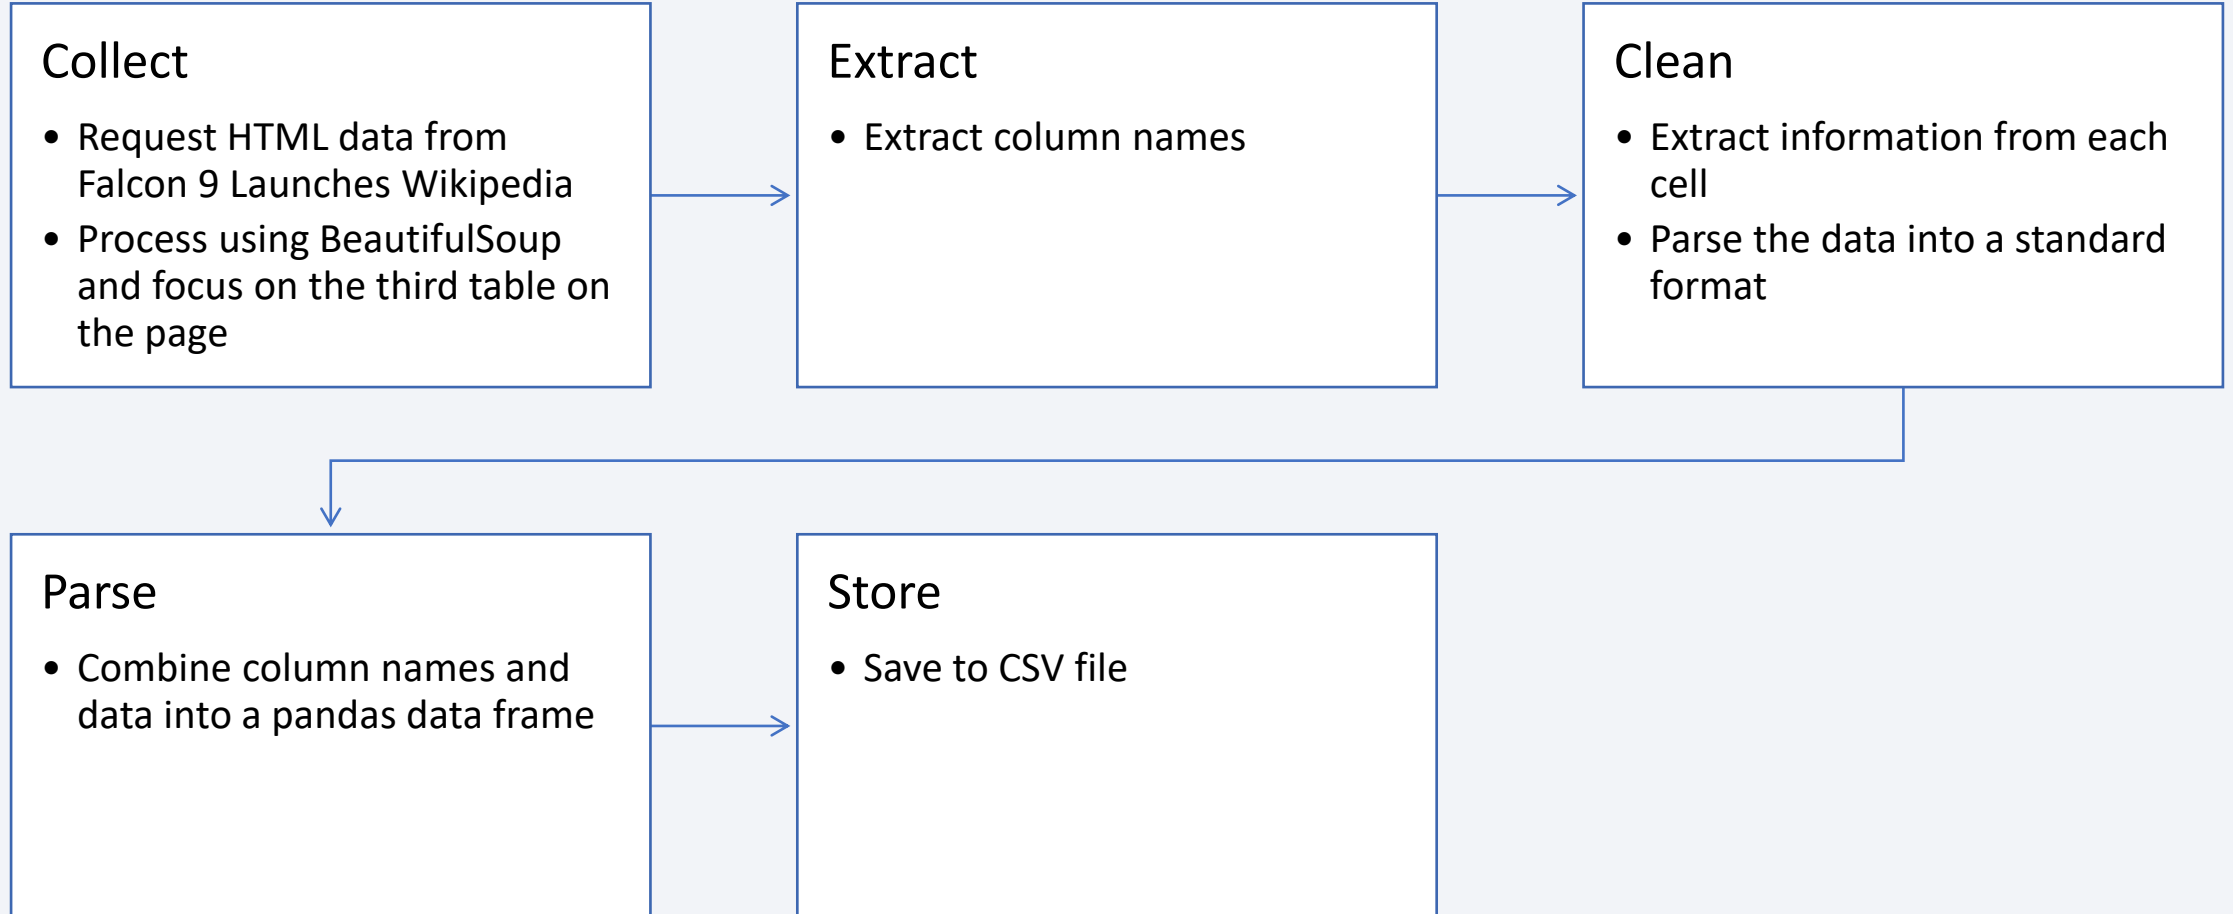 Collect
• Request HTML data from
Falcon 9 Launches Wikipedia
• Process using BeautifulSoup
and focus on the third table on
the page
Extract
• Extract column names
Clean
• Extract information from each
cell
• Parse the data into a standard
format
Parse
• Combine column names and
data into a pandas data frame
Store
• Save to CSV file